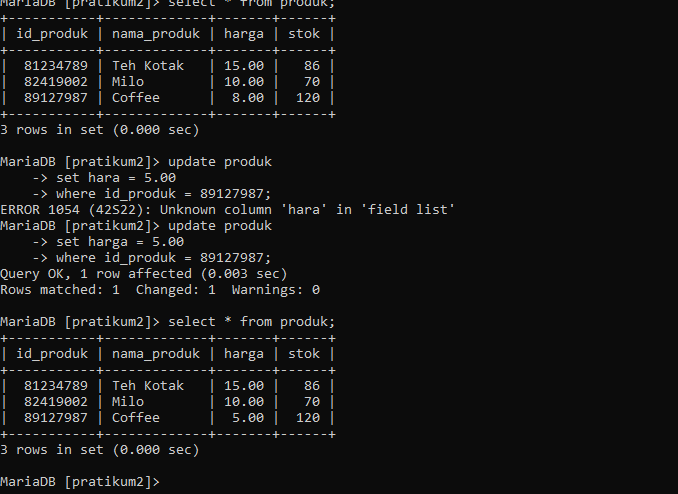 MariaDB [pratikum2]> select * from produk;
+-----------+-------------+-------+------+
| id_produk | nama_produk | harga | stok |
+-----------+-------------+-------+------+
|  81234789 | Teh Kotak   | 15.00 |   86 |
|  82419002 | Milo        | 10.00 |   70 |
|  89127987 | Coffee      |  8.00 |  120 |
+-----------+-------------+-------+------+
3 rows in set (0.000 sec)

MariaDB [pratikum2]> update produk
    -> set hara = 5.00
    -> where id_produk = 89127987;
ERROR 1054 (42S22): Unknown column 'hara' in 'field list'
MariaDB [pratikum2]> update produk
    -> set harga = 5.00
    -> where id_produk = 89127987;
Query OK, 1 row affected (0.003 sec)
Rows matched: 1  Changed: 1  Warnings: 0

MariaDB [pratikum2]> select * from produk;
+-----------+-------------+-------+------+
| id_produk | nama_produk | harga | stok |
+-----------+-------------+-------+------+
|  81234789 | Teh Kotak   | 15.00 |   86 |
|  82419002 | Milo        | 10.00 |   70 |
|  89127987 | Coffee      |  5.00 |  120 |
+-----------+-------------+-------+------+
3 rows in set (0.000 sec)

MariaDB [pratikum2]>